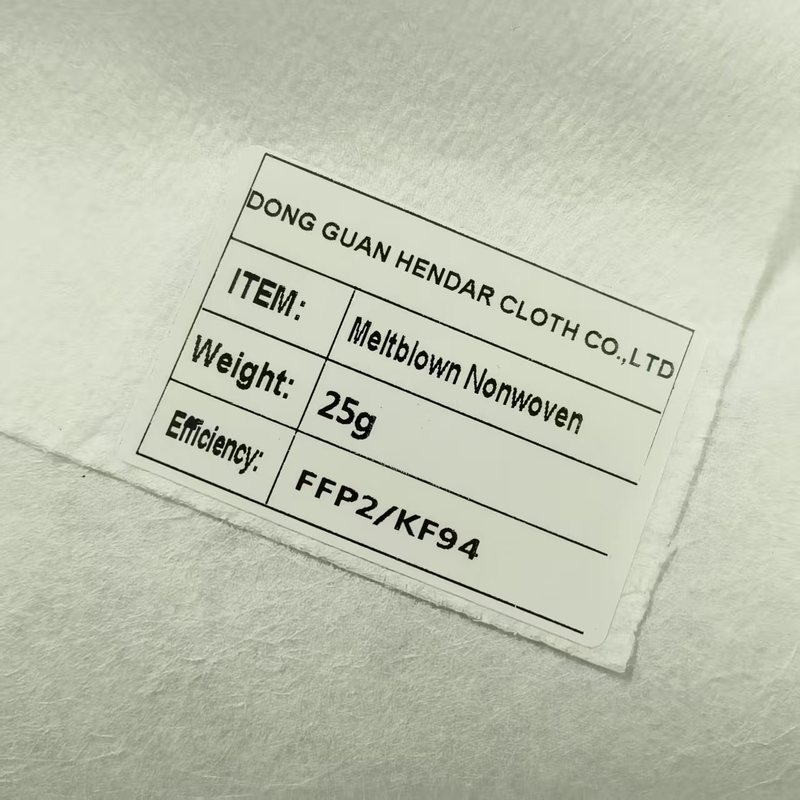 DONG GUAN HENDAR CLOTH CO.,LTD
ITEM: Meltblown Nonwoven
Weight: 25g
Efficiency: FFP2/KF94